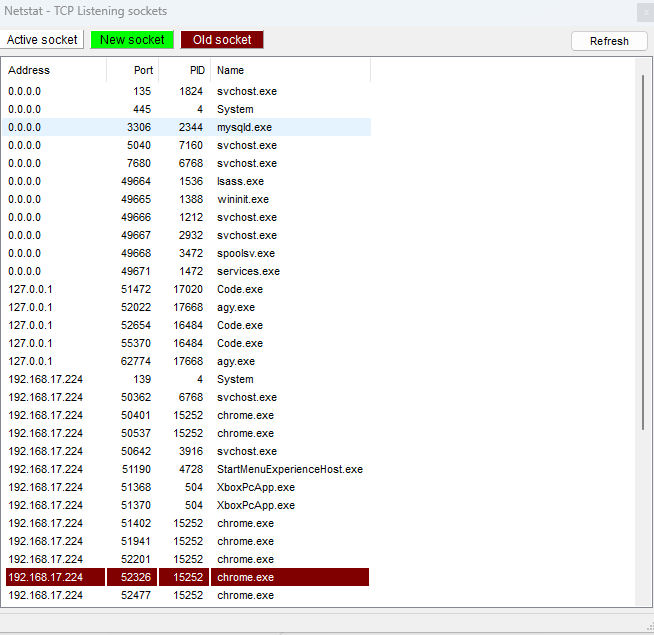 Netstat - TCP Listening sockets
Active socket New socket Old socket Refresh
Address Port PID Name
0.0.0.0 135 1824 svchost.exe
0.0.0.0 445 4 System
0.0.0.0 3306 2344 mysqld.exe
0.0.0.0 5040 7160 svchost.exe
0.0.0.0 7680 6768 svchost.exe
0.0.0.0 49664 1536 lsass.exe
0.0.0.0 49665 1388 wininit.exe
0.0.0.0 49666 1212 svchost.exe
0.0.0.0 49667 2932 svchost.exe
0.0.0.0 49668 3472 spoolsv.exe
0.0.0.0 49671 1472 services.exe
127.0.0.1 51472 17020 Code.exe
127.0.0.1 52022 17668 agy.exe
127.0.0.1 52654 16484 Code.exe
127.0.0.1 55370 16484 Code.exe
127.0.0.1 62774 17668 agy.exe
192.168.17.224 139 4 System
192.168.17.224 50362 6768 svchost.exe
192.168.17.224 50401 15252 chrome.exe
192.168.17.224 50537 15252 chrome.exe
192.168.17.224 50642 3916 svchost.exe
192.168.17.224 51190 4728 StartMenuExperienceHost.exe
192.168.17.224 51368 504 XboxPcApp.exe
192.168.17.224 51370 504 XboxPcApp.exe
192.168.17.224 51402 15252 chrome.exe
192.168.17.224 51941 15252 chrome.exe
192.168.17.224 52201 15252 chrome.exe
192.168.17.224 52326 15252 chrome.exe
192.168.17.224 52477 15252 chrome.exe